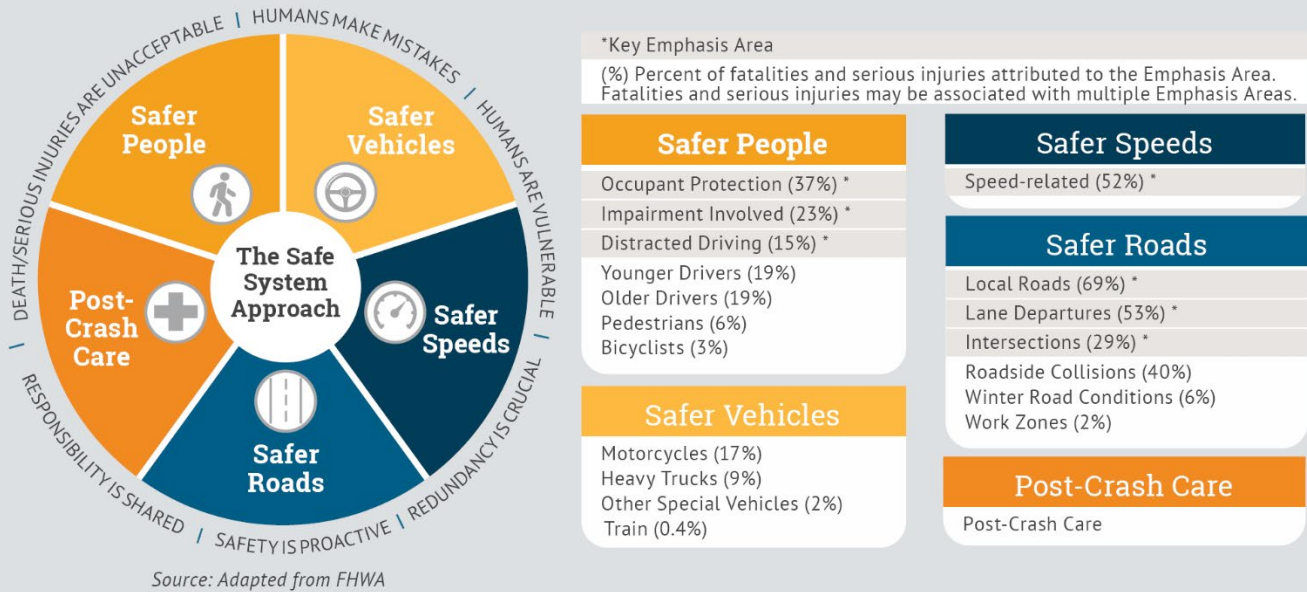 DEATH/SERIOUS INJURIES ARE UNACCEPTABLE | HUMANS MAKE MISTAKES | HUMANS ARE VULNERABLE | REDUNDANCY IS CRUCIAL | SAFETY IS PROACTIVE | RESPONSIBILITY IS SHARED |
Safer
People
Safer
Vehicles
The Safe
System
Approach
Post-
Crash
Care
Safer
Speeds
Safer
Roads
Source: Adapted from FHWA
*Key Emphasis Area
(%) Percent of fatalities and serious injuries attributed to the Emphasis Area.
Fatalities and serious injuries may be associated with multiple Emphasis Areas.
Safer People
Occupant Protection (37%) *
Impairment Involved (23%) *
Distracted Driving (15%) *
Younger Drivers (19%)
Older Drivers (19%)
Pedestrians (6%)
Bicyclists (3%)
Safer Vehicles
Motorcycles (17%)
Heavy Trucks (9%)
Other Special Vehicles (2%)
Train (0.4%)
Safer Speeds
Speed-related (52%) *
Safer Roads
Local Roads (69%) *
Lane Departures (53%) *
Intersections (29%) *
Roadside Collisions (40%)
Winter Road Conditions (6%)
Work Zones (2%)
Post-Crash Care
Post-Crash Care